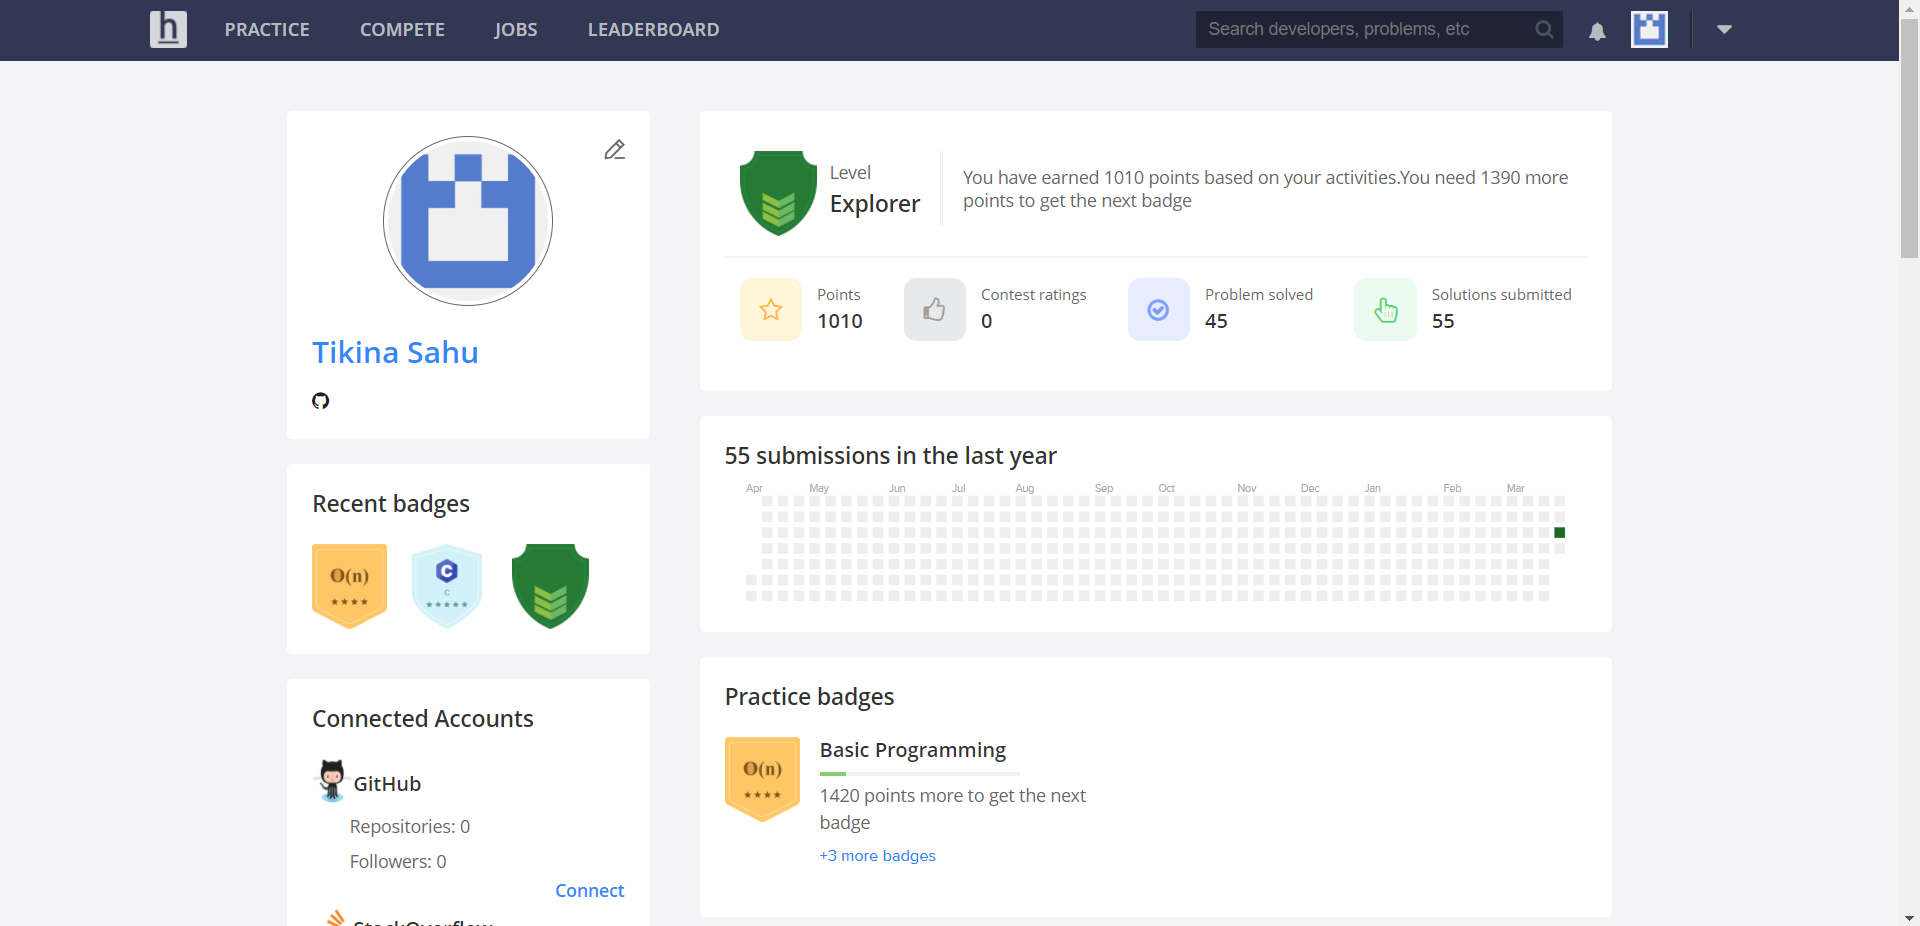 h PRACTICE COMPETE JOBS LEADERBOARD Search developers, problems, etc
Tikina Sahu
Recent badges
O(n)
C
C
Connected Accounts
GitHub
Repositories: 0
Followers: 0
Connect
StackOverflow
Level
Explorer
You have earned 1010 points based on your activities.You need 1390 more
points to get the next badge
Points
1010
Contest ratings
0
Problem solved
45
Solutions submitted
55
55 submissions in the last year
Apr May Jun Jul Aug Sep Oct Nov Dec Jan Feb Mar
Practice badges
O(n)
Basic Programming
1420 points more to get the next
badge
+3 more badges